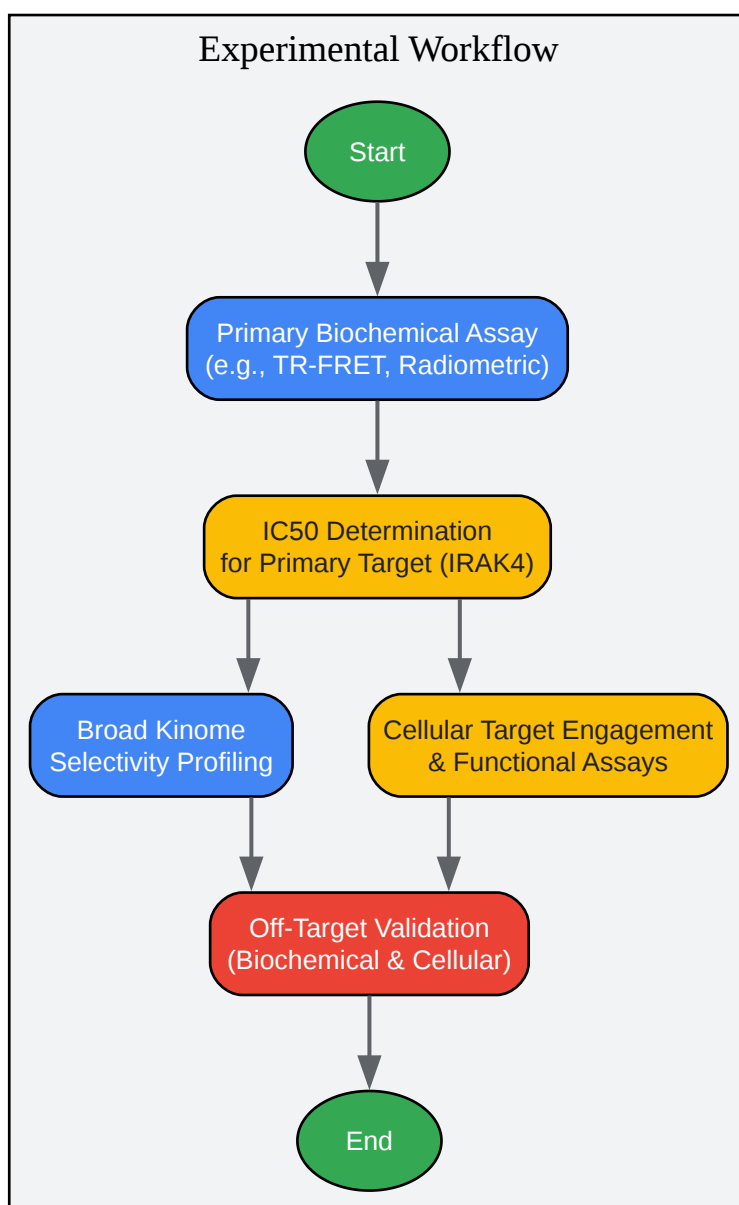 Experimental Workflow
Start
Primary Biochemical Assay
(e.g., TR-FRET, Radiometric)
IC50 Determination
for Primary Target (IRAK4)
Broad Kinome
Selectivity Profiling
Cellular Target Engagement
& Functional Assays
Off-Target Validation
(Biochemical & Cellular)
End